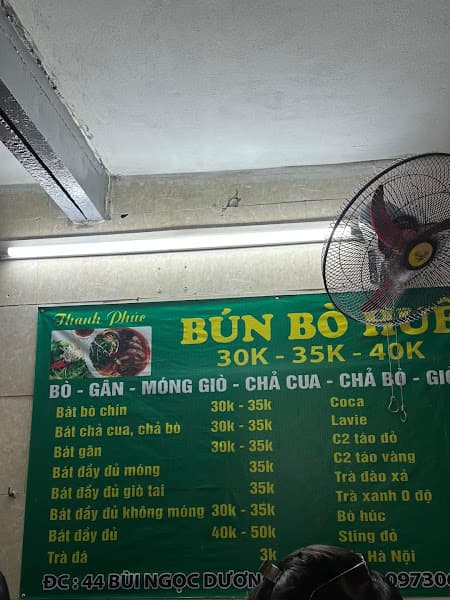 Thanh Phúc
BÚN BÒ HUẾ
30K - 35K - 40K
BÒ - GÂN - MÓNG GIÒ - CHẢ CUA - CHẢ BÒ - GIÒ
Bát bò chín 30k - 35k
Bát chả cua, chả bò 30k - 35k
Bát gân 30k - 35k
Bát đầy đủ móng 35k
Bát đầy đủ giò tai 35k
Bát đầy đủ không móng 30k - 35k
Bát đầy đủ 40k - 50k
Trà đá 3k
Coca
Lavie
C2 táo đỏ
C2 táo vàng
Trà đào xả
Trà xanh 0 độ
Bò húc
Sting đỏ
Hà Nội
ĐC : 44 BÙI NGỌC DƯƠN 09730